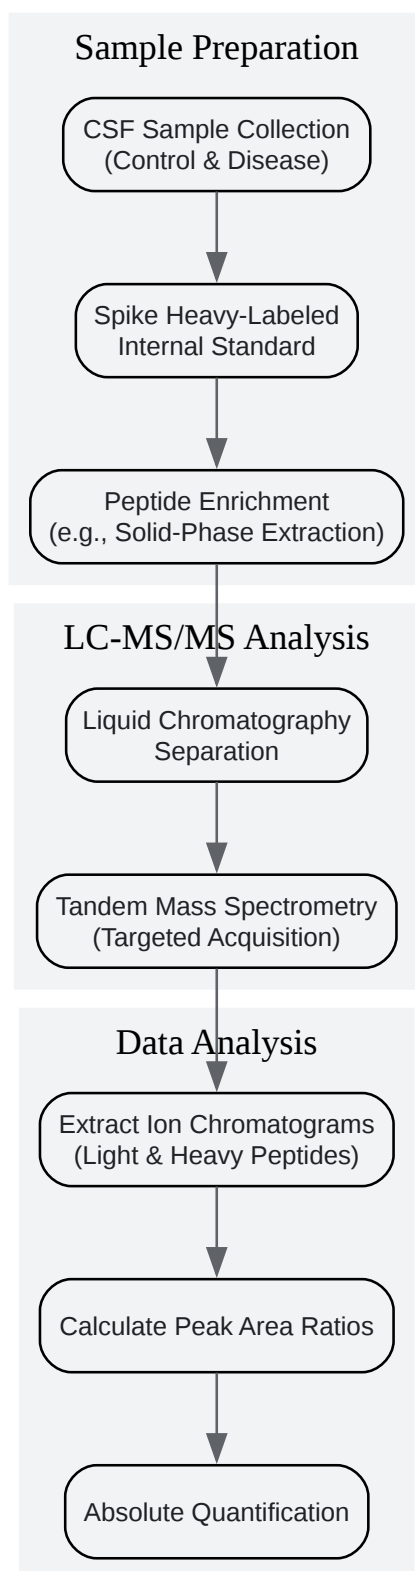 Sample Preparation
CSF Sample Collection
(Control & Disease)
Spike Heavy-Labeled
Internal Standard
Peptide Enrichment
(e.g., Solid-Phase Extraction)
LC-MS/MS Analysis
Liquid Chromatography
Separation
Tandem Mass Spectrometry
(Targeted Acquisition)
Data Analysis
Extract Ion Chromatograms
(Light & Heavy Peptides)
Calculate Peak Area Ratios
Absolute Quantification